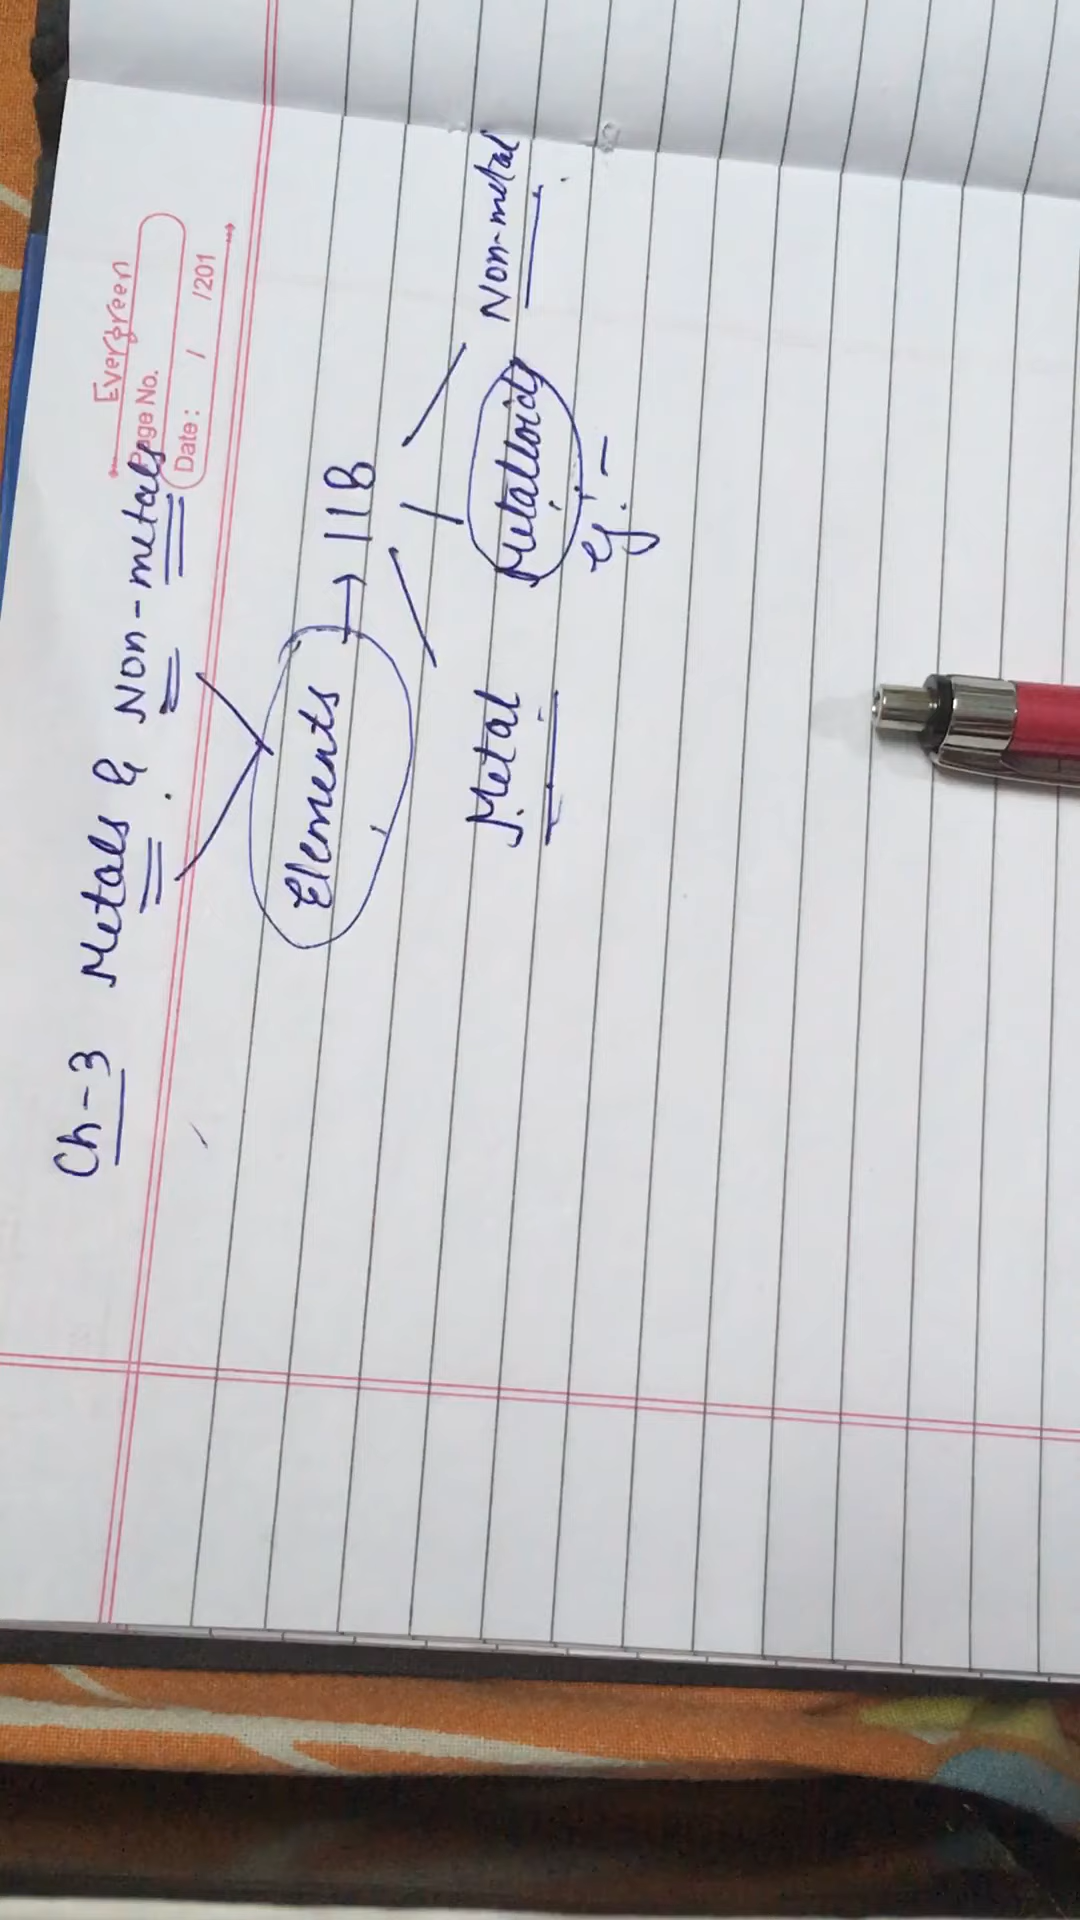 Evergreen
Page No.
Date: / /201
Ch-3 Metals & Non-metals
Elements → 118
Metal Metalloids Non-metal
eg:-